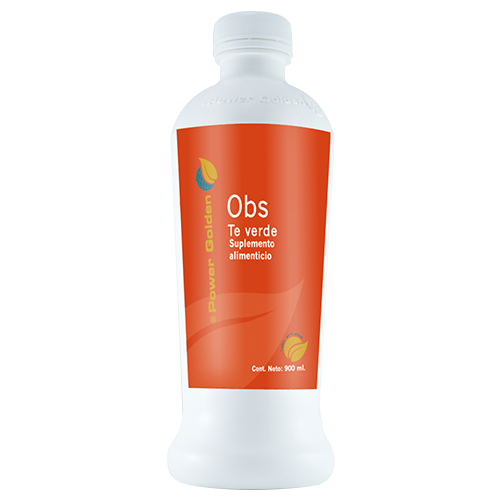 ® Power Golden
Obs
Te verde
Suplemento
alimenticio
Cont. Neto: 900 ml.